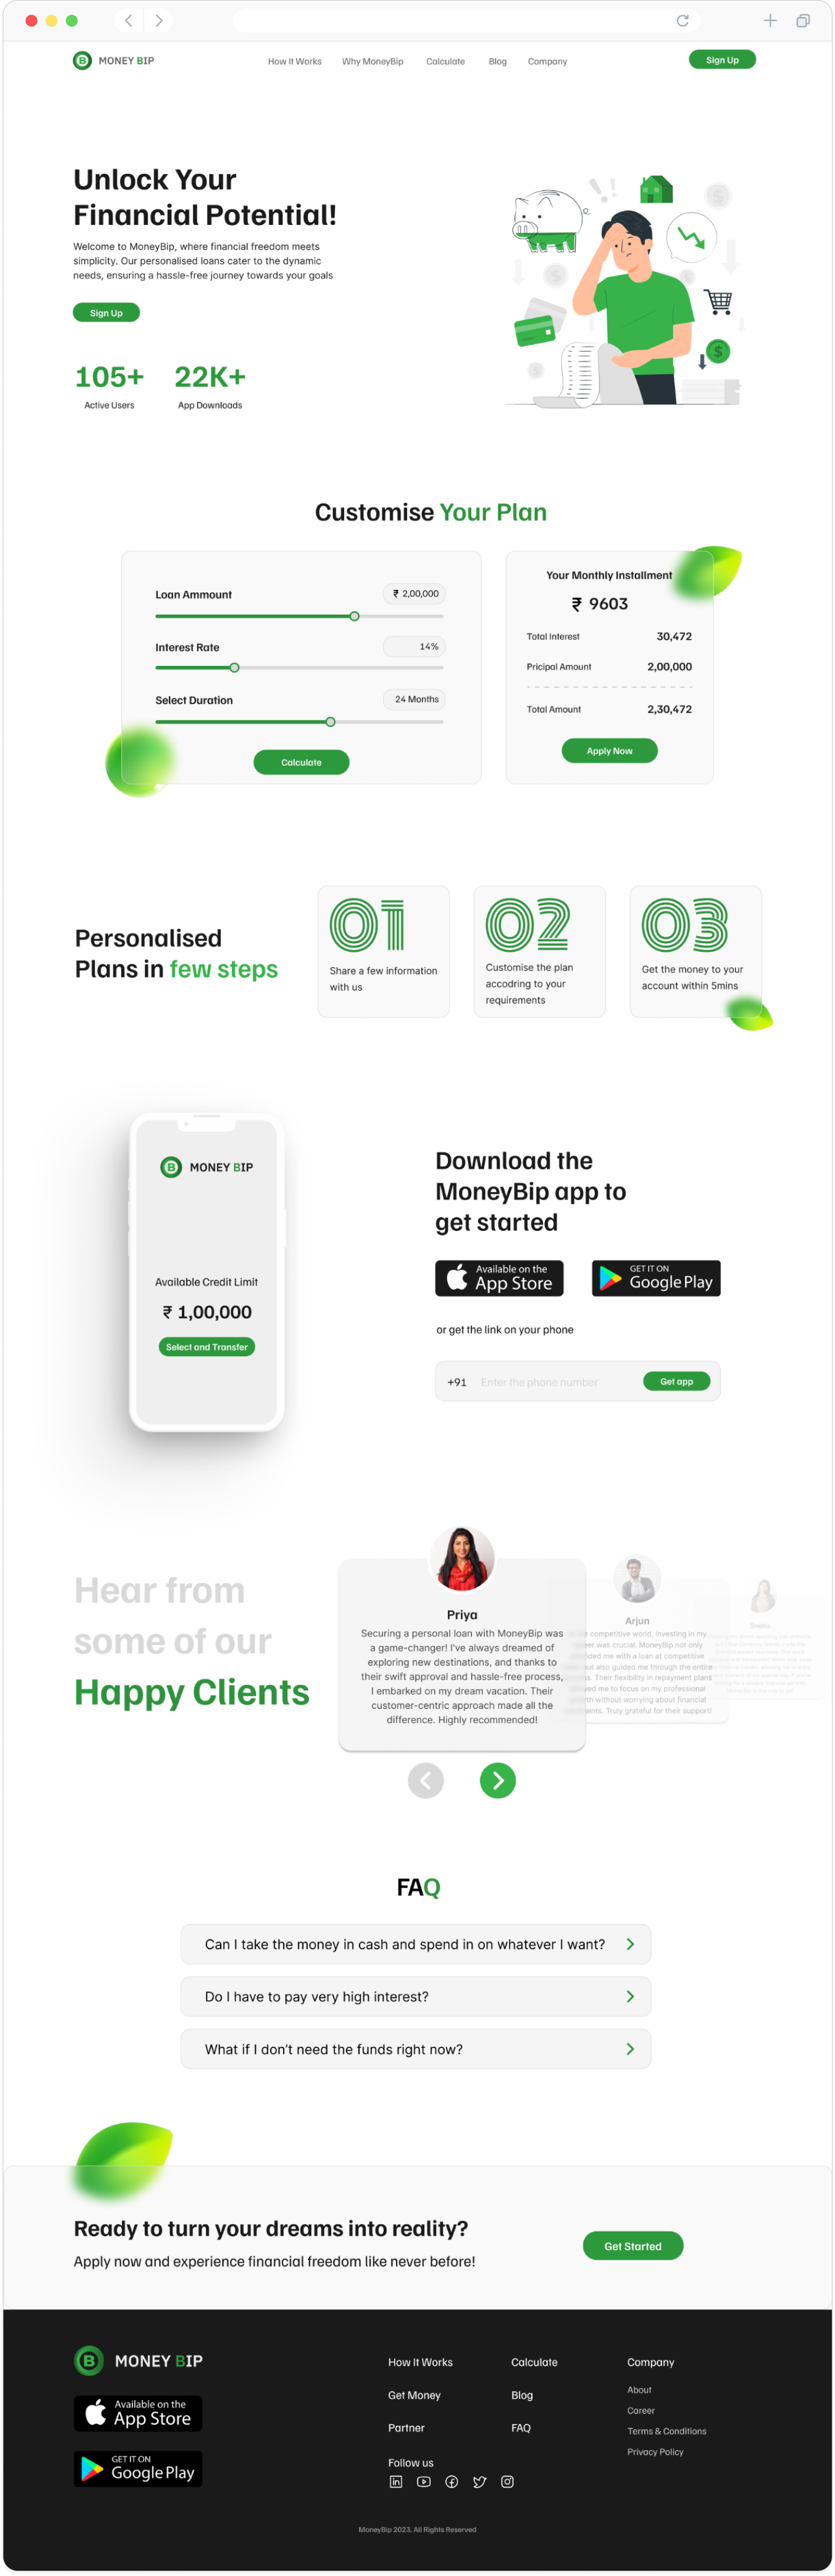 MONEY BIP
How It Works
Why MoneyBip
Calculate
Blog
Company
Sign Up
Unlock Your
Financial Potential!
Welcome to MoneyBip, where financial freedom meets
simplicity. Our personalised loans cater to the dynamic
needs, ensuring a hassle-free journey towards your goals
Sign Up
105+
Active Users
22K+
App Downloads
Customise Your Plan
Loan Ammount
₹ 2,00,000
Interest Rate
14%
Select Duration
24 Months
Calculate
Your Monthly Installment
₹ 9603
Total Interest
30,472
Pricipal Amount
2,00,000
Total Amount
2,30,472
Apply Now
Personalised
Plans in few steps
01
Share a few information
with us
02
Customise the plan
accodring to your
requirements
03
Get the money to your
account within 5mins
MONEY BIP
Available Credit Limit
₹ 1,00,000
Select and Transfer
Download the
MoneyBip app to
get started
Available on the
App Store
GET IT ON
Google Play
or get the link on your phone
+91
Enter the phone number
Get app
Hear from
some of our
Happy Clients
Priya
Securing a personal loan with MoneyBip was
a game-changer! I've always dreamed of
exploring new destinations, and thanks to
their swift approval and hassle-free process,
I embarked on my dream vacation. Their
customer-centric approach made all the
difference. Highly recommended!
Arjun
competitive world, investing in my
was crucial. MoneyBip not only
me with a loan at competitive
but also guided me through the entire
Their flexibility in repayment plans
me to focus on my professional
without worrying about financial
Truly grateful for their support!
FAQ
Can I take the money in cash and spend in on whatever I want?
Do I have to pay very high interest?
What if I don't need the funds right now?
Ready to turn your dreams into reality?
Apply now and experience financial freedom like never before!
Get Started
MONEY BIP
Available on the
App Store
GET IT ON
Google Play
How It Works
Get Money
Partner
Calculate
Blog
FAQ
Company
About
Career
Terms & Conditions
Privacy Policy
Follow us
MoneyBip 2023, All Rights Reserved